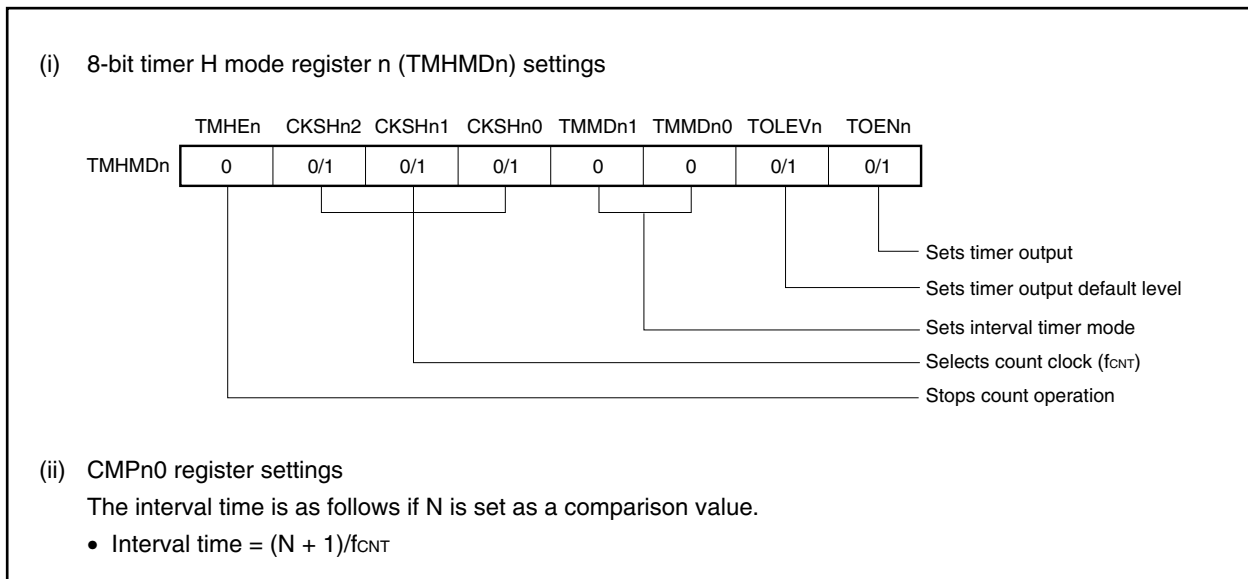 (i) 8-bit timer H mode register n (TMHMDn) settings
TMHEn CKSHn2 CKSHn1 CKSHn0 TMMDn1 TMMDn0 TOLEVn TOENn
TMHMDn 0 0/1 0/1 0/1 0 0 0/1 0/1
Sets timer output
Sets timer output default level
Sets interval timer mode
Selects count clock (fCNT)
Stops count operation
(ii) CMPn0 register settings
The interval time is as follows if N is set as a comparison value.
• Interval time = (N + 1)/fCNT